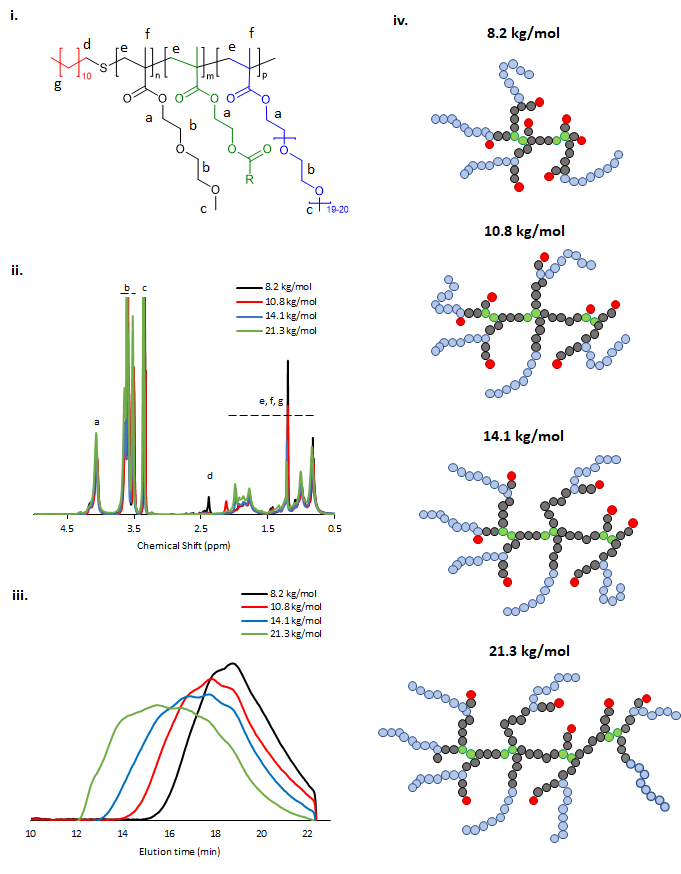 i.
f
f
d
e
e
e
S
n
m
p
10
g
O
O
O
O
O
O
a
a
a
b
O
O
O
O
b
b
R
O
O
c
c
19-20
ii.
8.2 kg/mol
10.8 kg/mol
14.1 kg/mol
21.3 kg/mol
b
c
a
e, f, g
d
4.5
3.5
2.5
1.5
0.5
Chemical Shift (ppm)
iii.
8.2 kg/mol
10.8 kg/mol
14.1 kg/mol
21.3 kg/mol
10
12
14
16
18
20
22
Elution time (min)
iv.
8.2 kg/mol
10.8 kg/mol
14.1 kg/mol
21.3 kg/mol